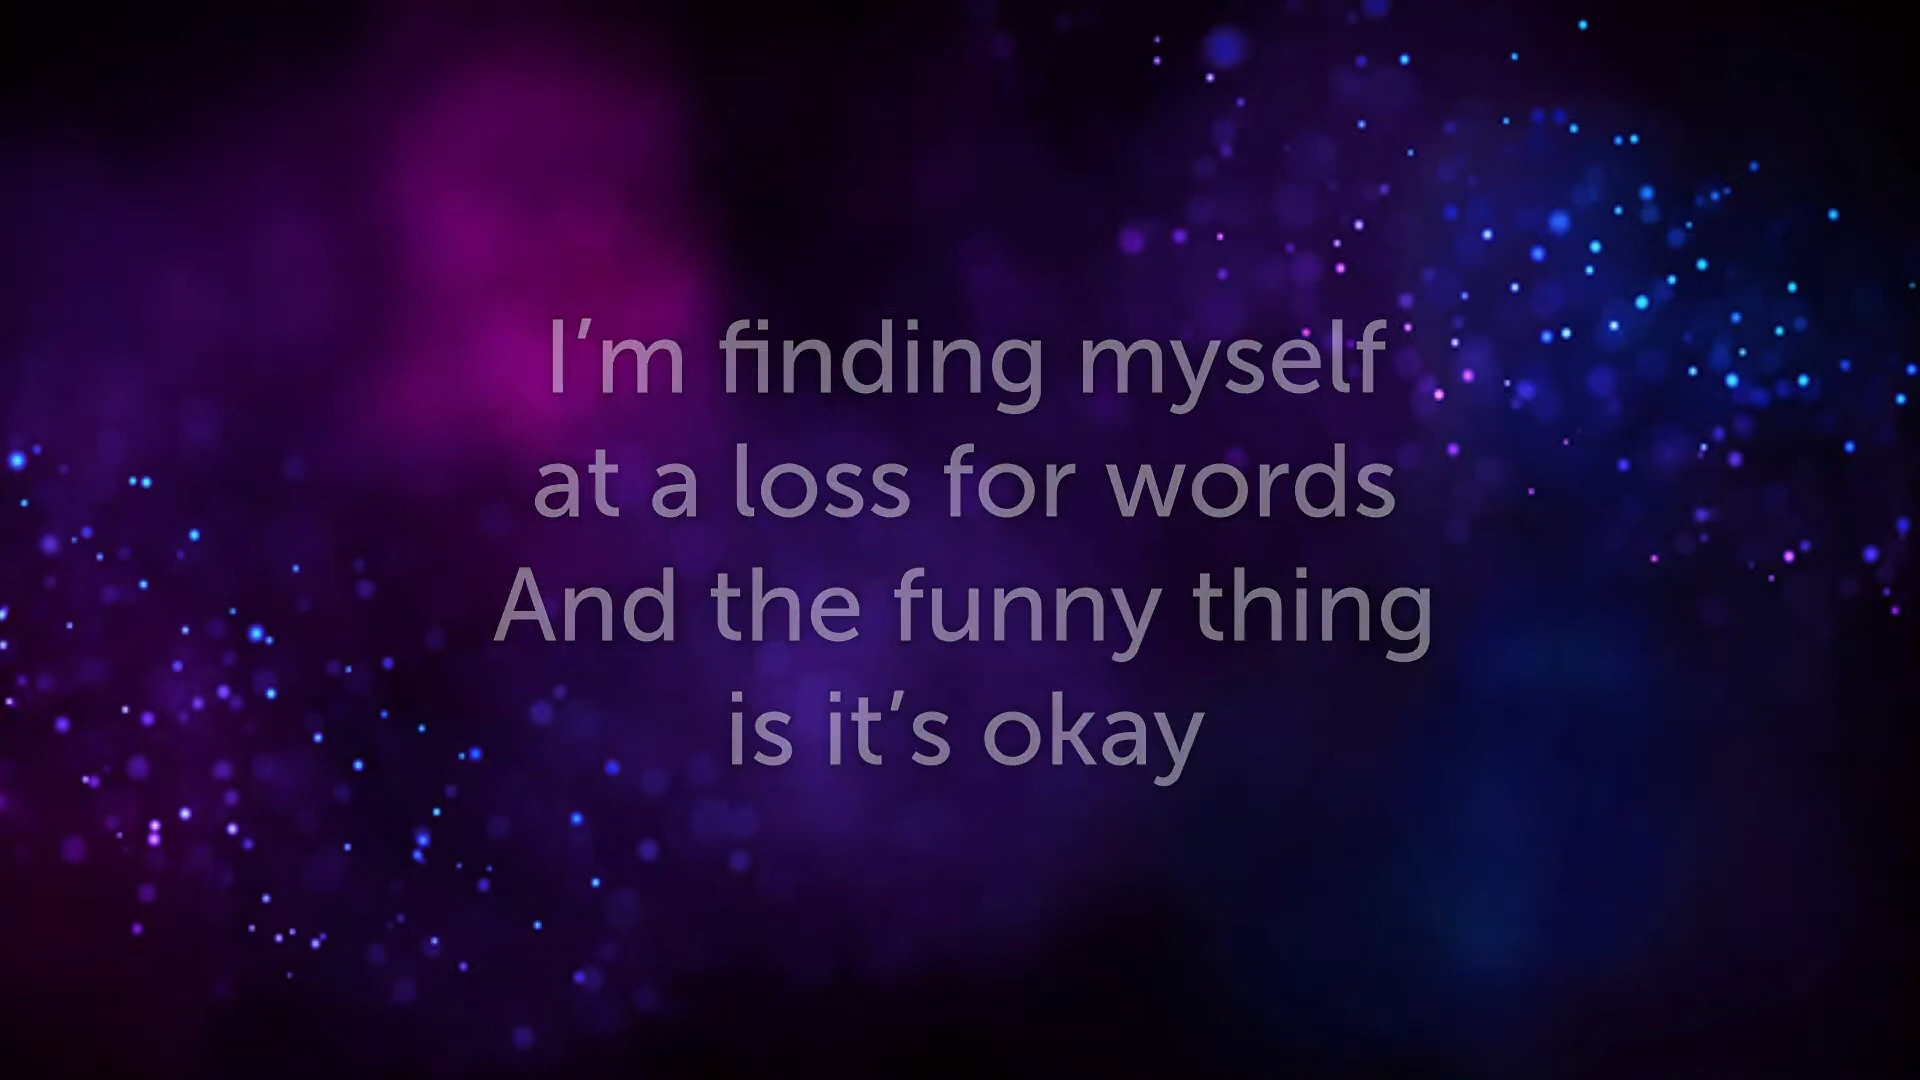 I’m finding myself
at a loss for words
And the funny thing
is it’s okay